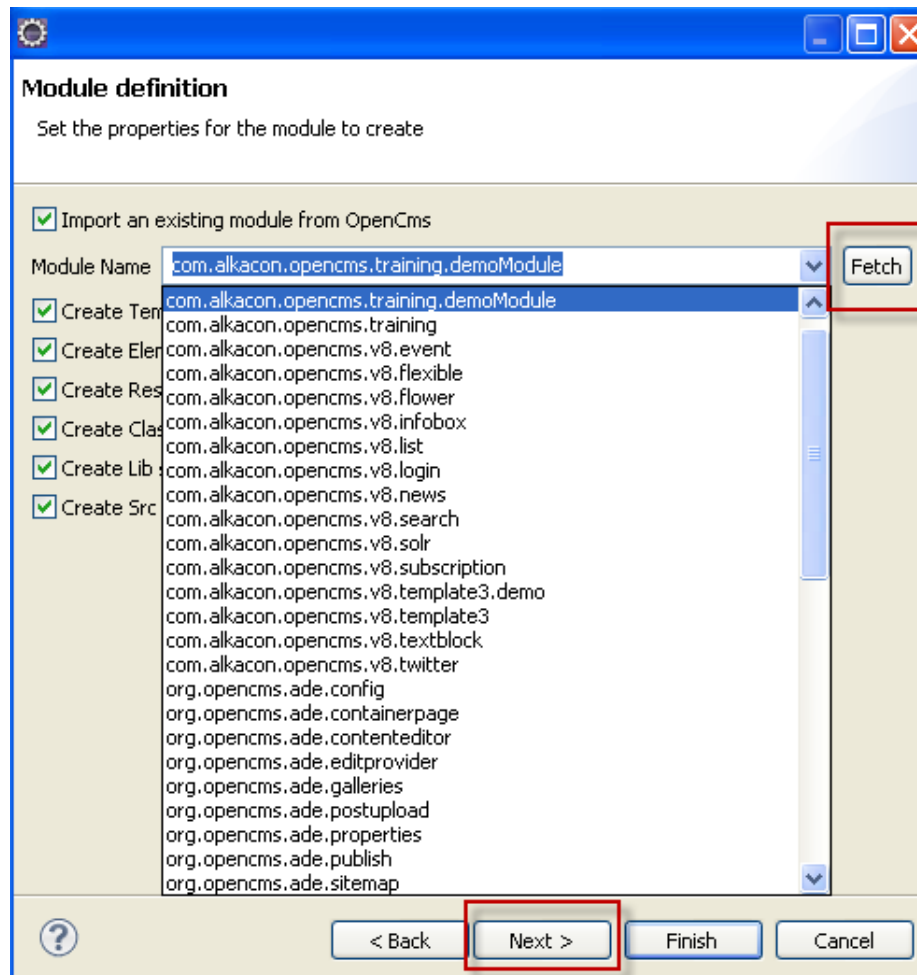 Module definition
Set the properties for the module to create
Import an existing module from OpenCms
Module Name com.alkacon.opencms.training.demoModule Fetch
Create Tem com.alkacon.opencms.training.demoModule
com.alkacon.opencms.training
Create Eler com.alkacon.opencms.v8.event
com.alkacon.opencms.v8.flexible
Create Res com.alkacon.opencms.v8.flower
com.alkacon.opencms.v8.infobox
Create Clas com.alkacon.opencms.v8.list
Create Lib com.alkacon.opencms.v8.login
com.alkacon.opencms.v8.news
Create Src com.alkacon.opencms.v8.search
com.alkacon.opencms.v8.solr
com.alkacon.opencms.v8.subscription
com.alkacon.opencms.v8.template3.demo
com.alkacon.opencms.v8.template3
com.alkacon.opencms.v8.textblock
com.alkacon.opencms.v8.twitter
org.opencms.ade.config
org.opencms.ade.containerpage
org.opencms.ade.contenteditor
org.opencms.ade.editprovider
org.opencms.ade.galleries
org.opencms.ade.postupload
org.opencms.ade.properties
org.opencms.ade.publish
org.opencms.ade.sitemap
? < Back Next > Finish Cancel